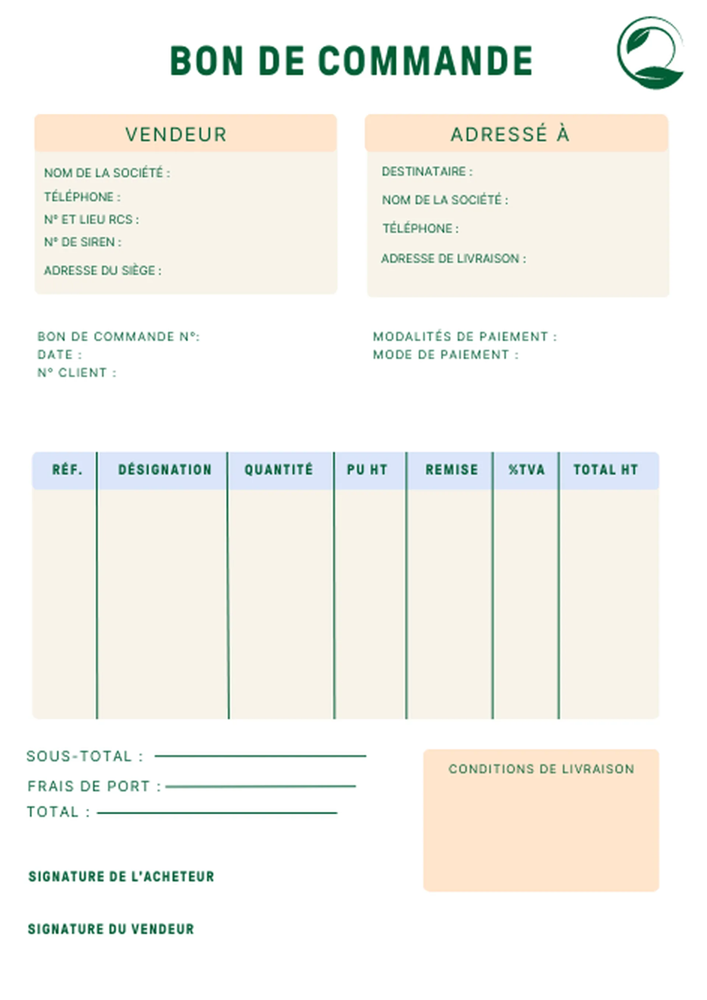 BON DE COMMANDE
VENDEUR
NOM DE LA SOCIÉTÉ :
TÉLÉPHONE :
N° ET LIEU RCS :
N° DE SIREN :
ADRESSE DU SIÈGE :
ADRESSÉ À
DESTINATAIRE :
NOM DE LA SOCIÉTÉ :
TÉLÉPHONE :
ADRESSE DE LIVRAISON :
BON DE COMMANDE N°:
DATE :
N° CLIENT :
MODALITÉS DE PAIEMENT :
MODE DE PAIEMENT :
RÉF. DÉSIGNATION QUANTITÉ PU HT REMISE %TVA TOTAL HT
SOUS-TOTAL :
FRAIS DE PORT :
TOTAL :
CONDITIONS DE LIVRAISON
SIGNATURE DE L'ACHETEUR
SIGNATURE DU VENDEUR